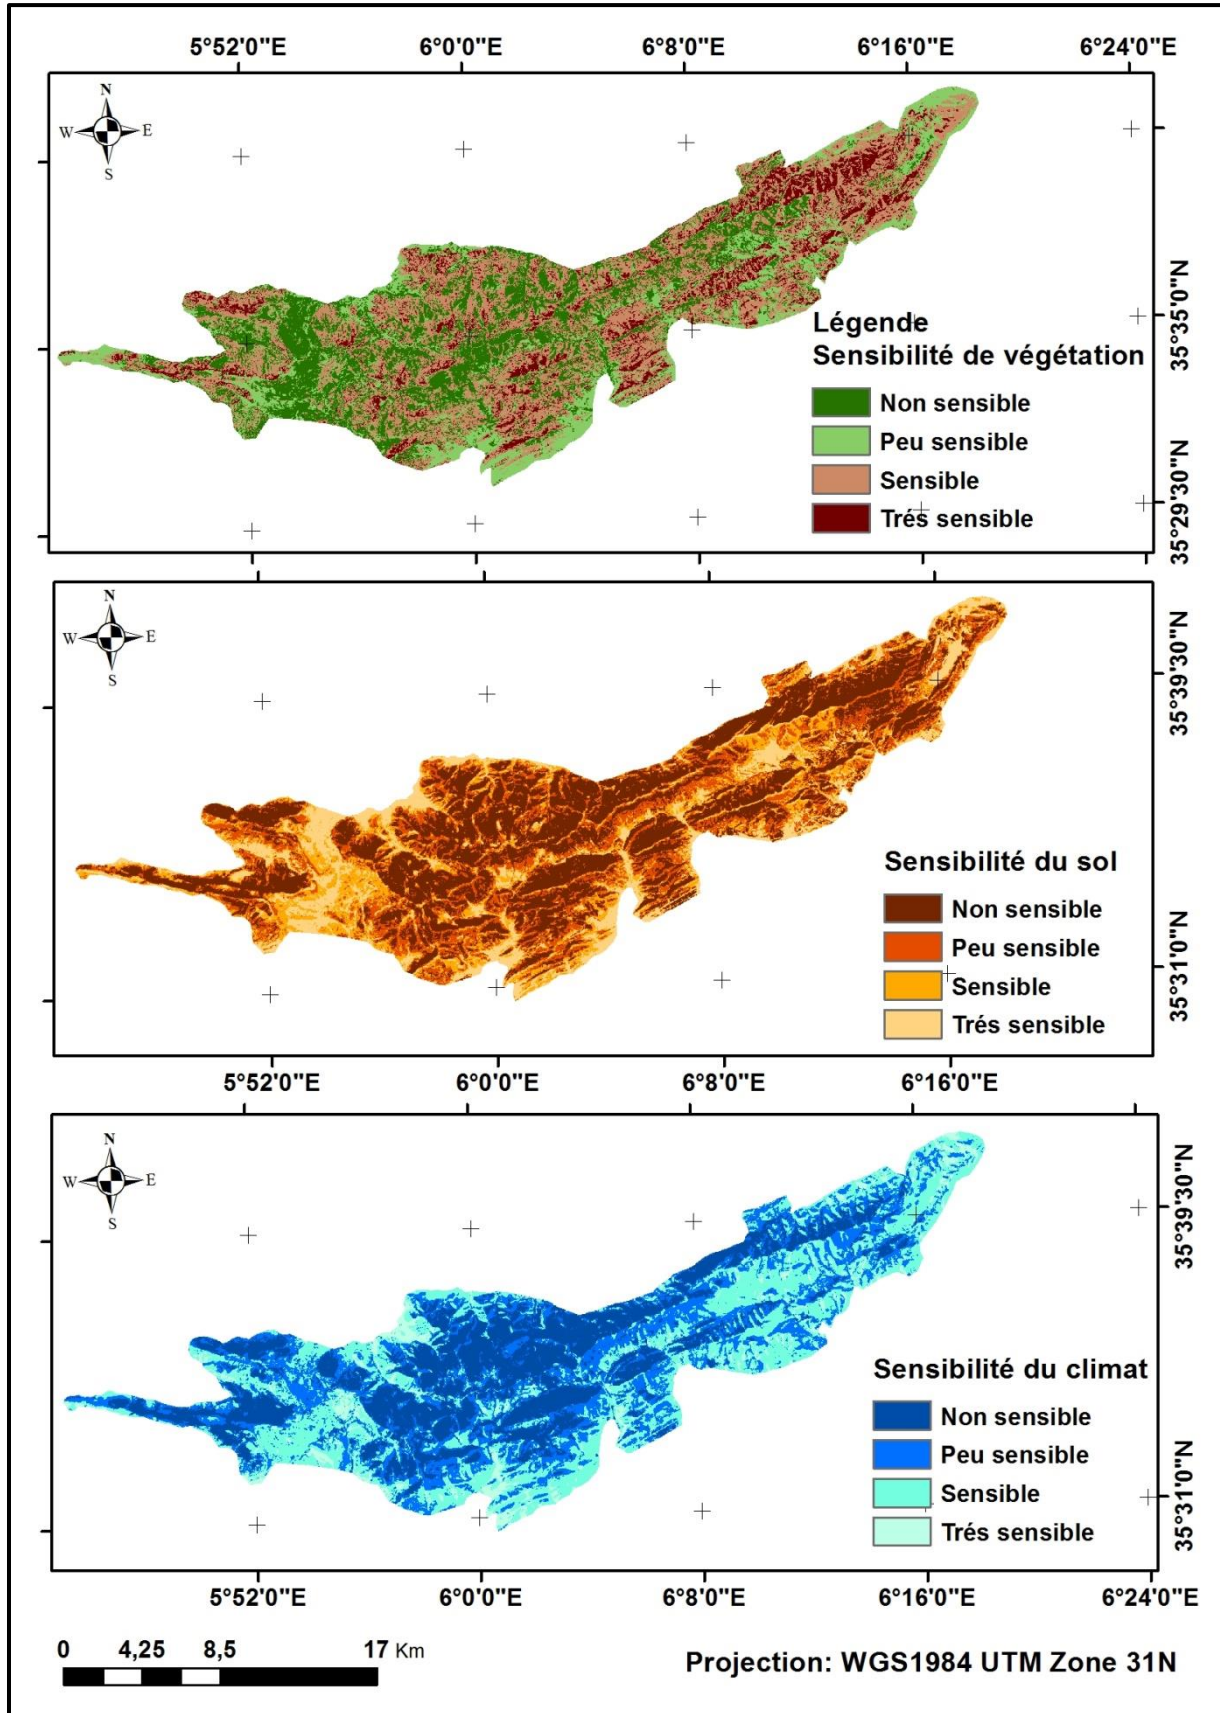 5°52'0"E 6°0'0"E 6°8'0"E 6°16'0"E 6°24'0"E
N
W E
S
35°35'0"N
35°29'30"N
Légende
Sensibilité de végétation
Non sensible
Peu sensible
Sensible
Trés sensible
N
W E
S
35°39'30"N
35°31'0"N
Sensibilité du sol
Non sensible
Peu sensible
Sensible
Trés sensible
5°52'0"E 6°0'0"E 6°8'0"E 6°16'0"E
N
W E
S
35°39'30"N
35°31'0"N
Sensibilité du climat
Non sensible
Peu sensible
Sensible
Trés sensible
5°52'0"E 6°0'0"E 6°8'0"E 6°16'0"E 6°24'0"E
0 4,25 8,5 17 Km
Projection: WGS1984 UTM Zone 31N